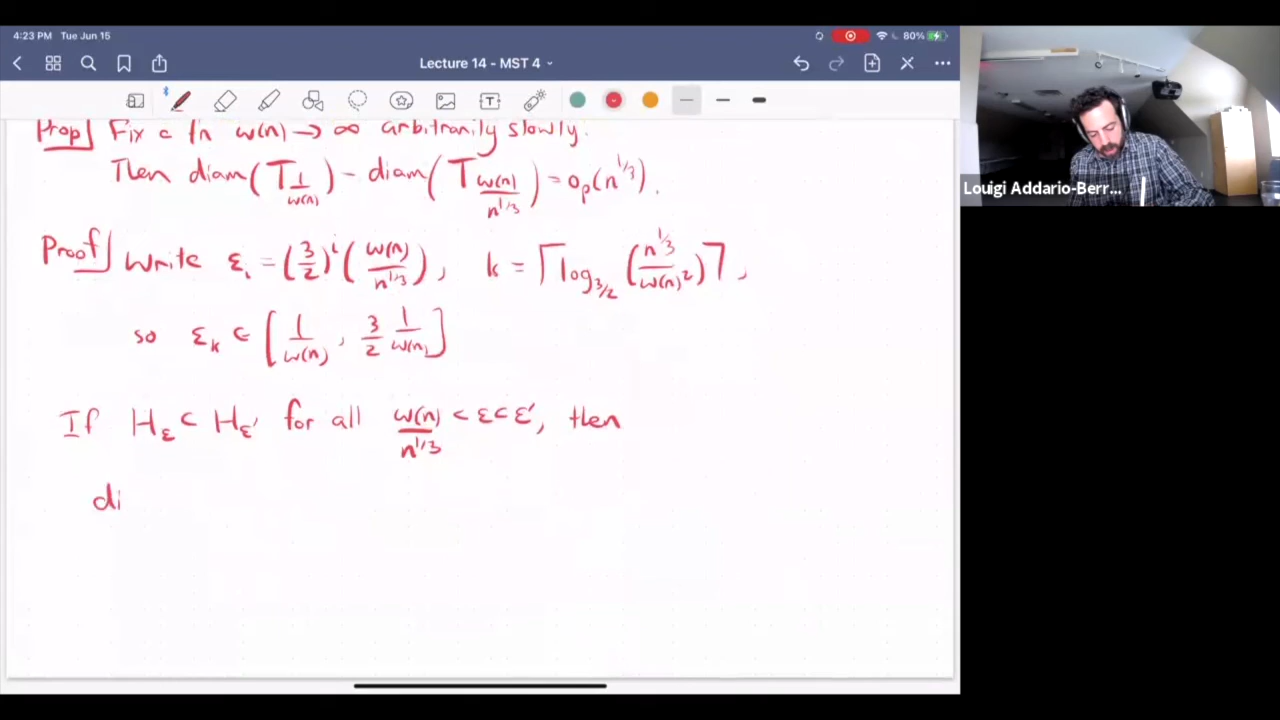 4:23 PM Tue Jun 15
80%
Lecture 14 - MST 4
Prop] Fix a fn w(n) → ∞ arbitrarily slowly.
Then diam(T_{1/w(n)}) - diam(T_{w(n)/n^{1/3}}) = o_p(n^{1/3}).
Proof] Write ε_i = (3/2)^i (w(n)/n^{1/3}), k = ⌈log_{3/2} (n^{1/3}/w(n)^2)⌉,
so ε_k ∈ [1/w(n), 3/2 1/w(n)]
If H_ε ⊂ H_ε' for all w(n)/n^{1/3} < ε < ε', then
di
Louigi Addario-Berr...